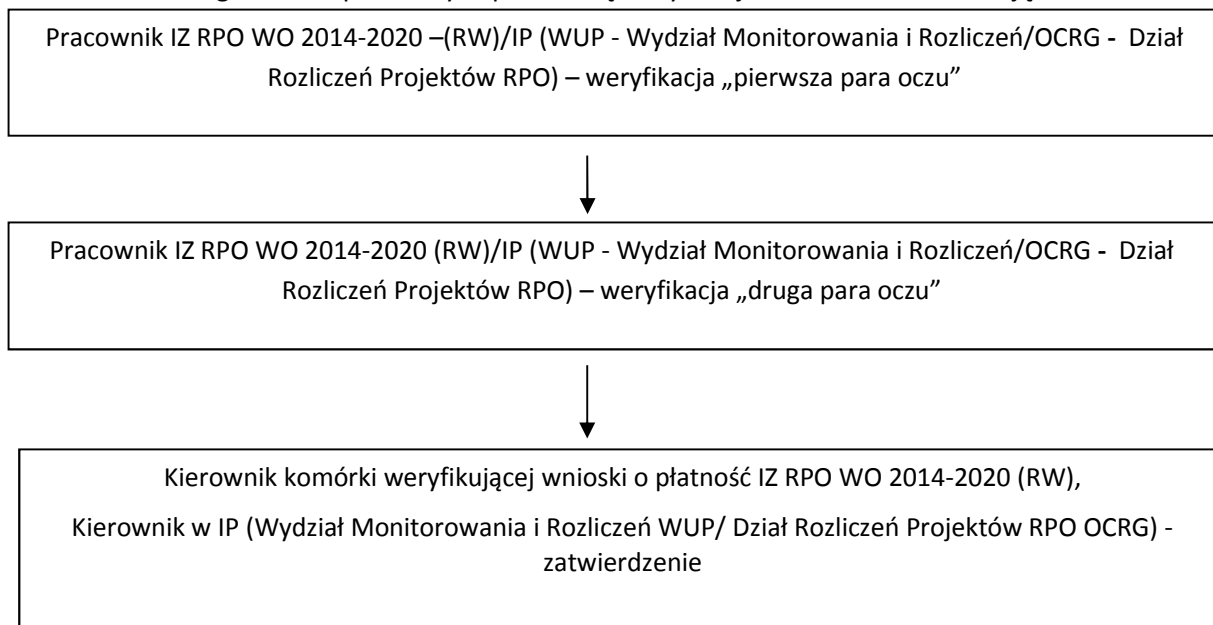 Pracownik IZ RPO WO 2014-2020 –(RW)/IP (WUP - Wydział Monitorowania i Rozliczeń/OCRG - Dział
Rozliczeń Projektów RPO) – weryfikacja „pierwsza para oczu”
Pracownik IZ RPO WO 2014-2020 (RW)/IP (WUP - Wydział Monitorowania i Rozliczeń/OCRG - Dział
Rozliczeń Projektów RPO) – weryfikacja „druga para oczu”
Kierownik komórki weryfikującej wnioski o płatność IZ RPO WO 2014-2020 (RW),
Kierownik w IP (Wydział Monitorowania i Rozliczeń WUP/ Dział Rozliczeń Projektów RPO OCRG) -
zatwierdzenie